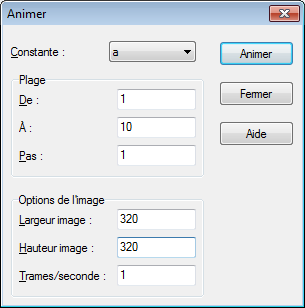 Animer
Constante : a
Animer
Plage
De : 1
Fermer
À : 10
Pas : 1
Aide
Options de l'image
Largeur image : 320
Hauteur image : 320
Trames/seconde : 1